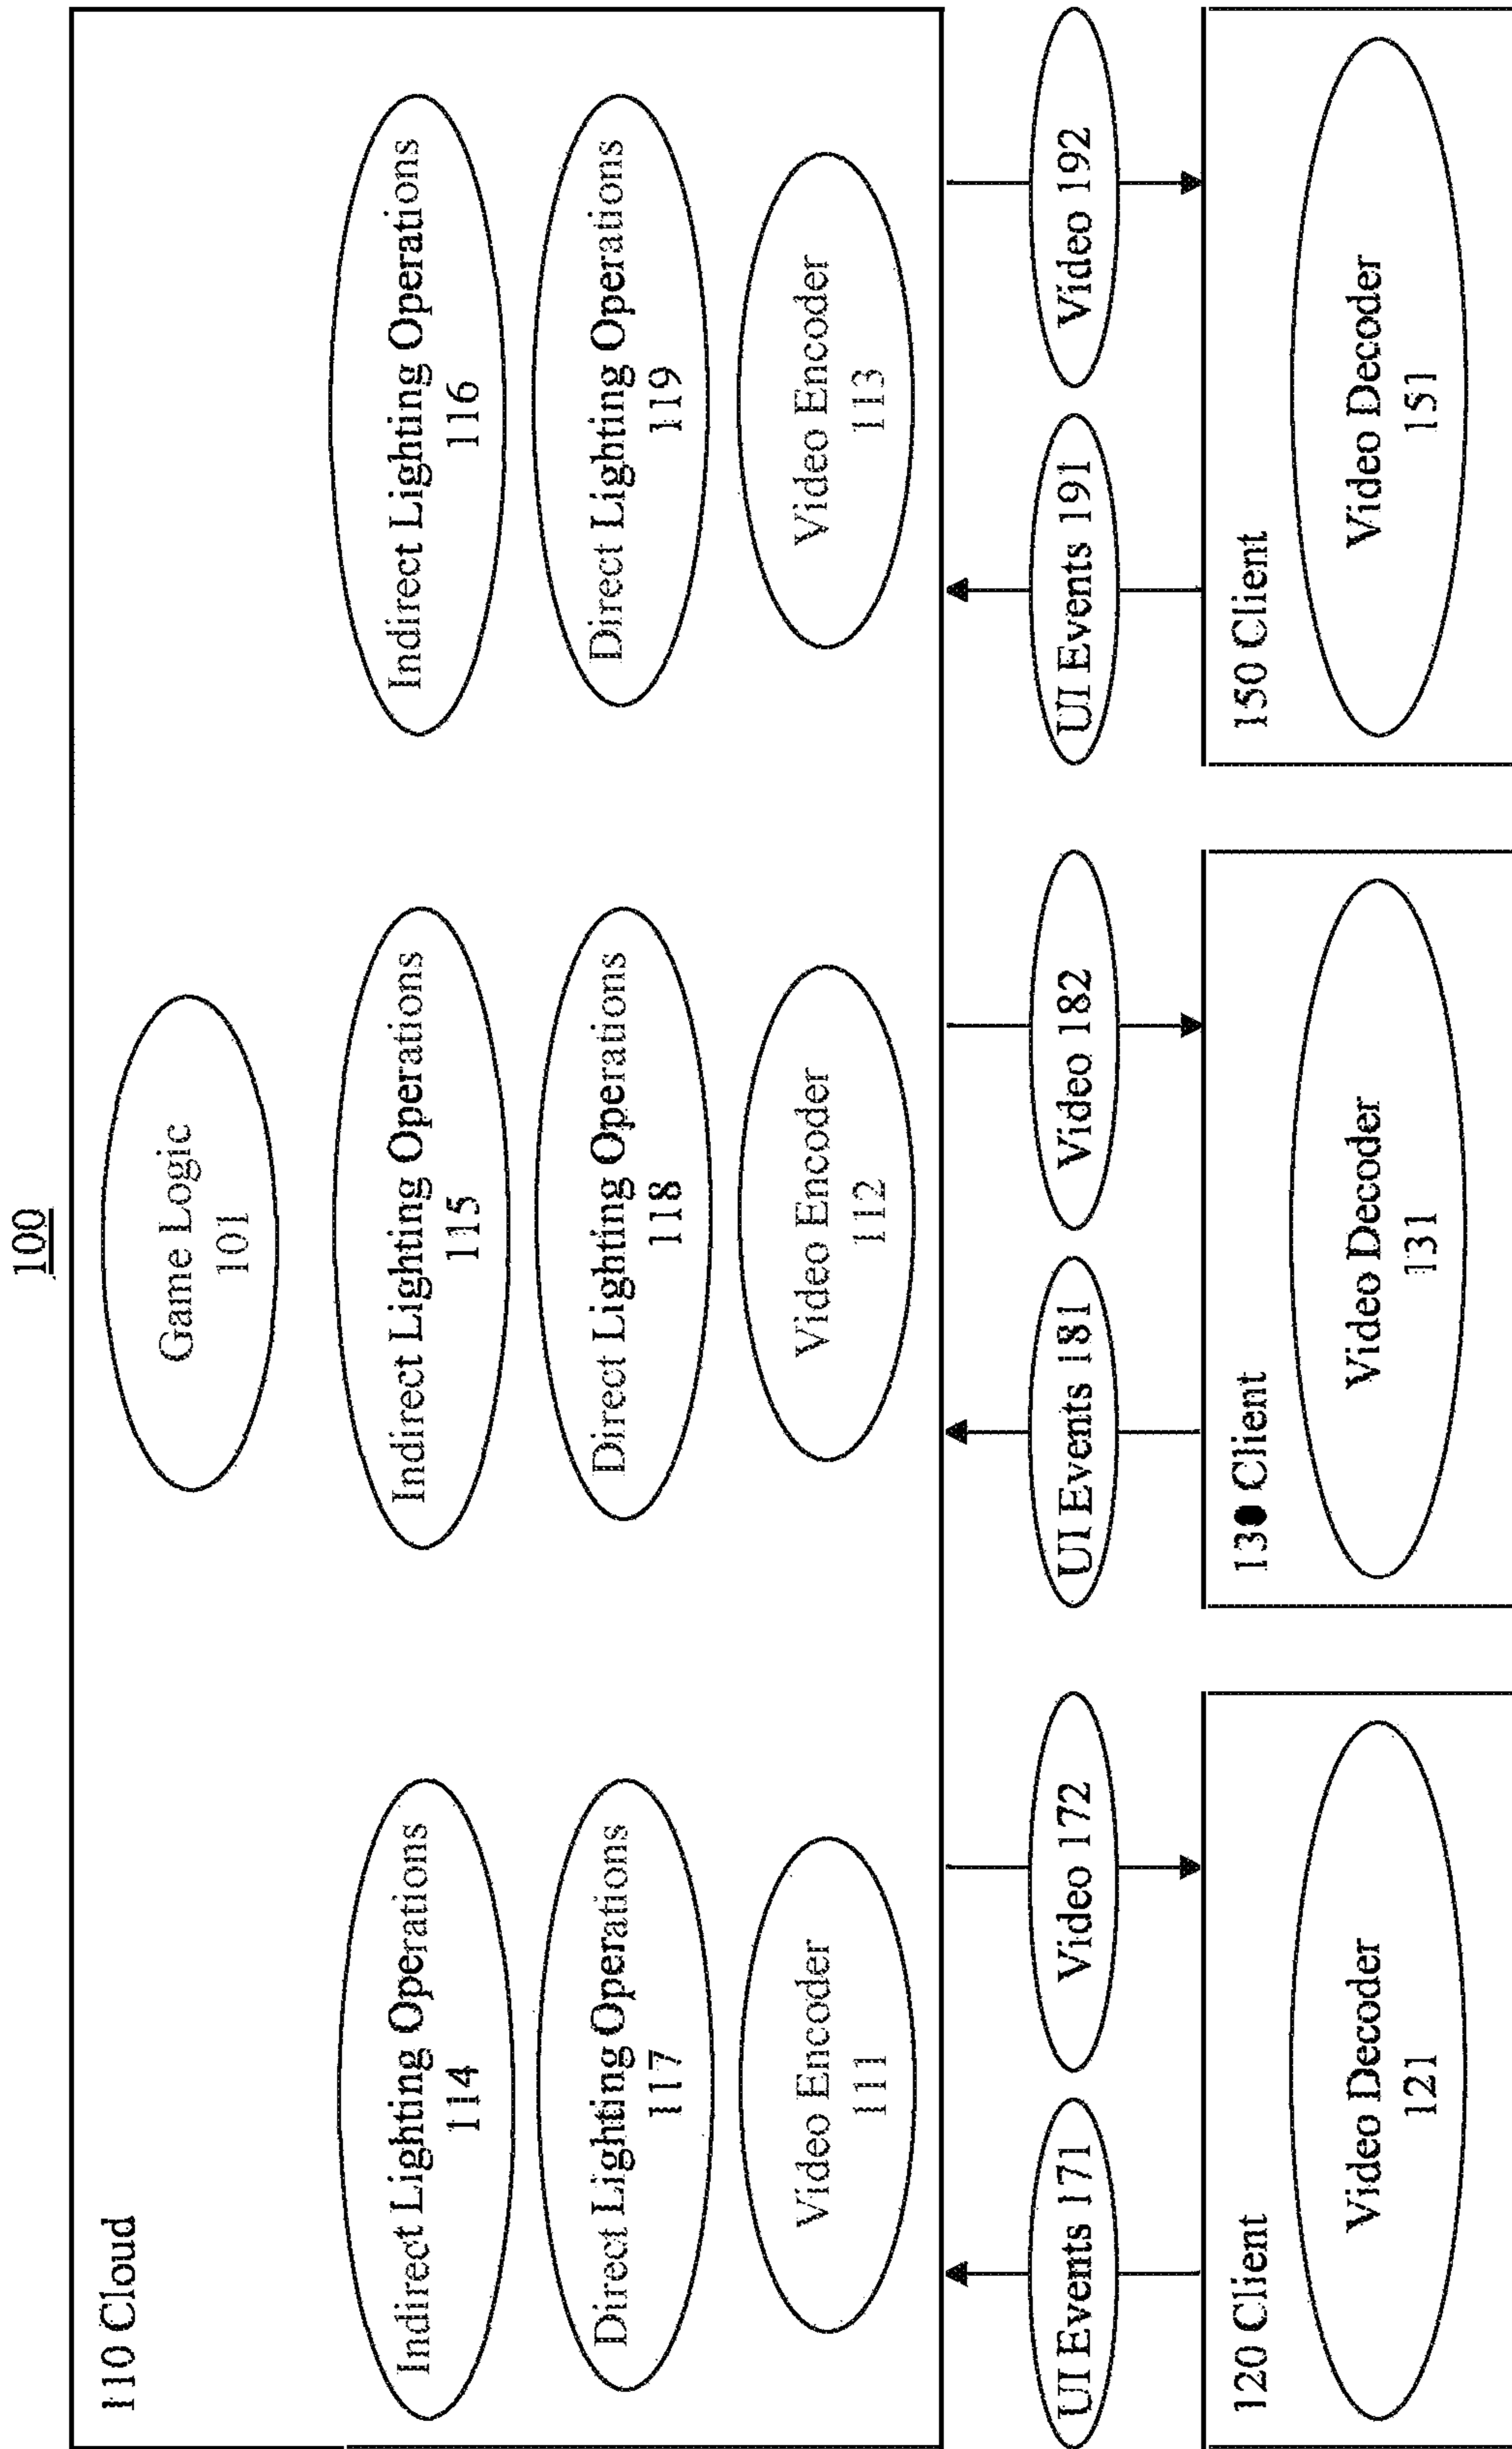 100
110 Cloud
Game Logic
101
Indirect Lighting Operations
114
Indirect Lighting Operations
115
Indirect Lighting Operations
116
Direct Lighting Operations
117
Direct Lighting Operations
118
Direct Lighting Operations
119
Video Encoder
111
Video Encoder
112
Video Encoder
113
UI Events 171
Video 172
UI Events 181
Video 182
UI Events 191
Video 192
120 Client
Video Decoder
121
130 Client
Video Decoder
131
150 Client
Video Decoder
151